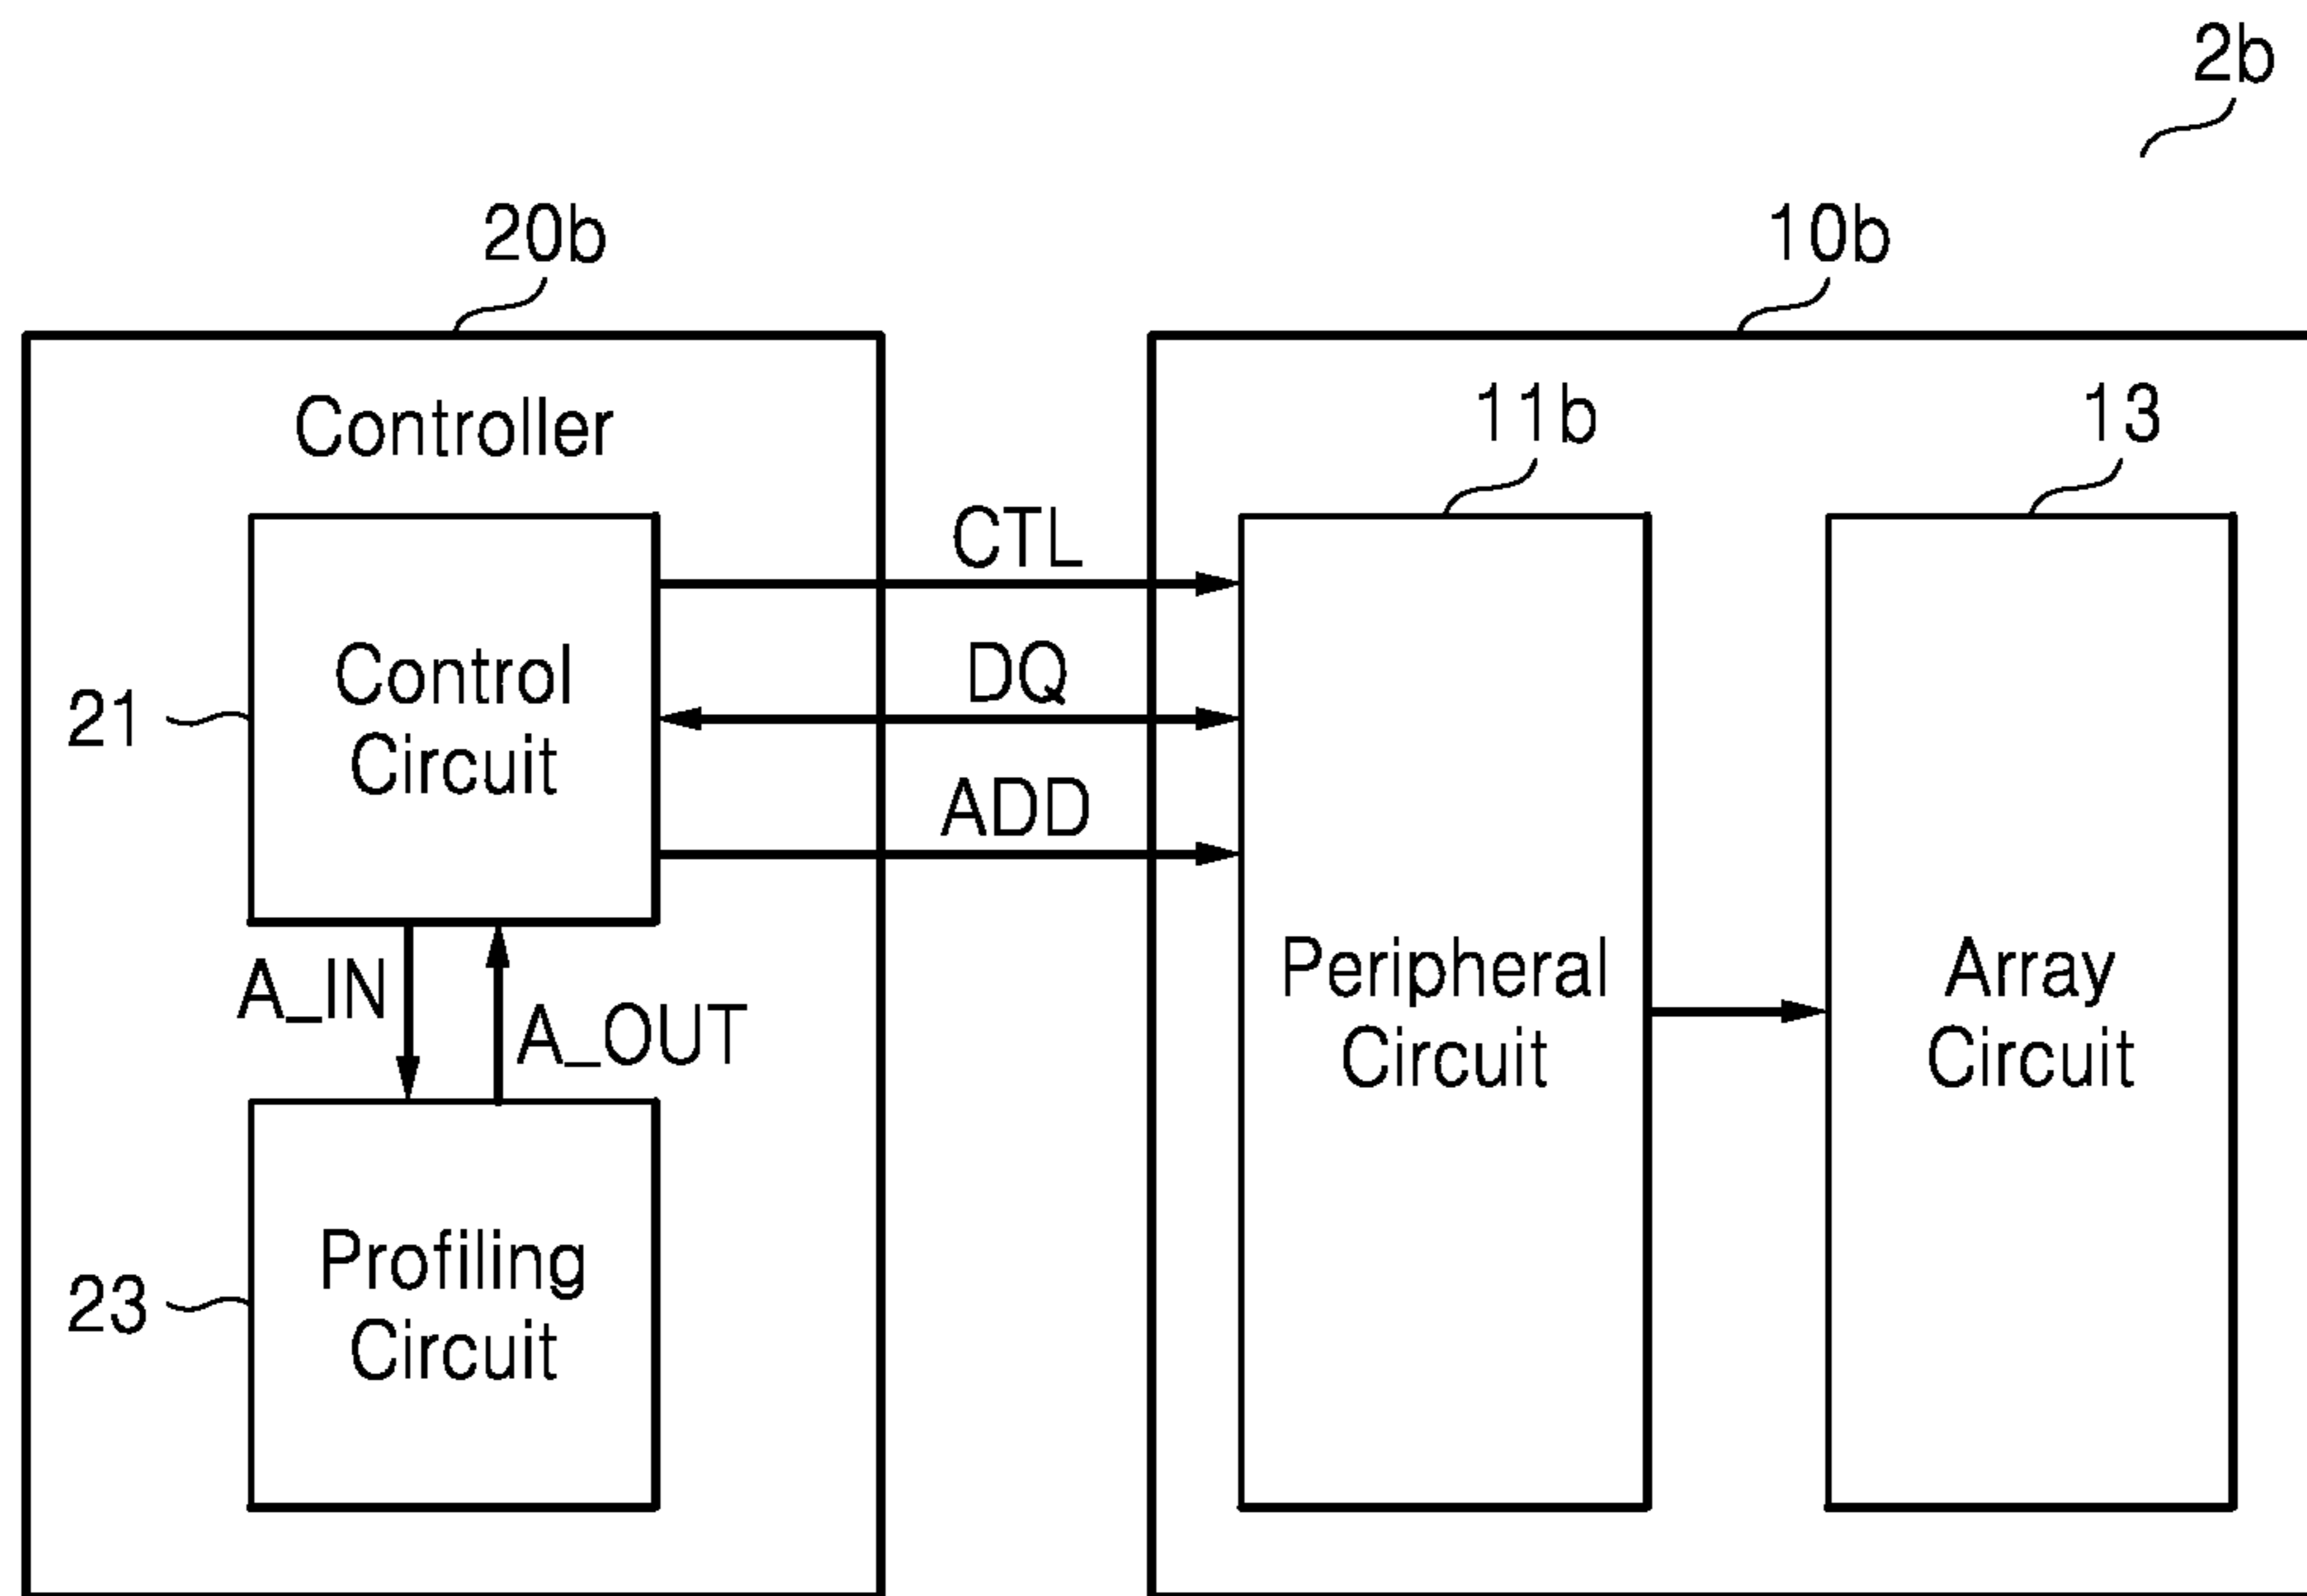 2b
20b
10b
Controller
11b
13
CTL
DQ
ADD
21
Control
Circuit
A_IN
A_OUT
Peripheral
Circuit
Array
Circuit
23
Profiling
Circuit